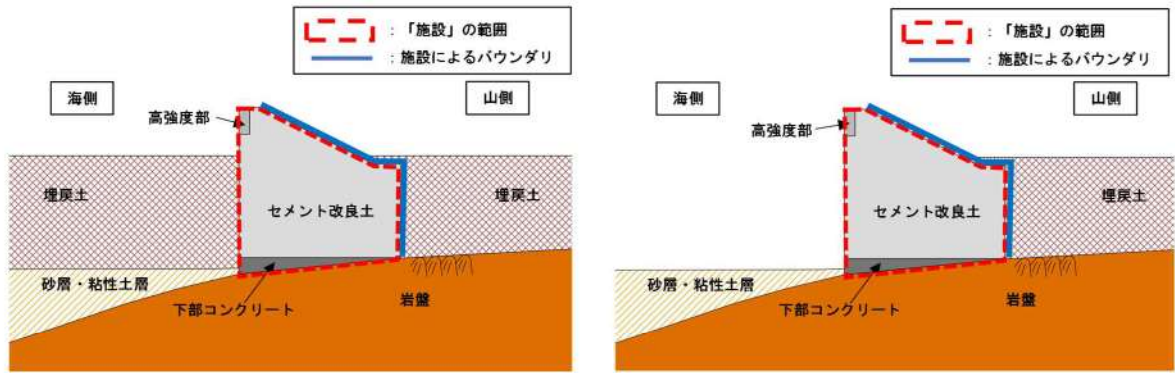 ：「施設」の範囲
：施設によるバウンダリ
海側
山側
高強度部
埋戻土
セメント改良土
埋戻土
砂層・粘性土層
下部コンクリート
岩盤
：「施設」の範囲
：施設によるバウンダリ
海側
山側
高強度部
埋戻土
セメント改良土
砂層・粘性土層
下部コンクリート
岩盤